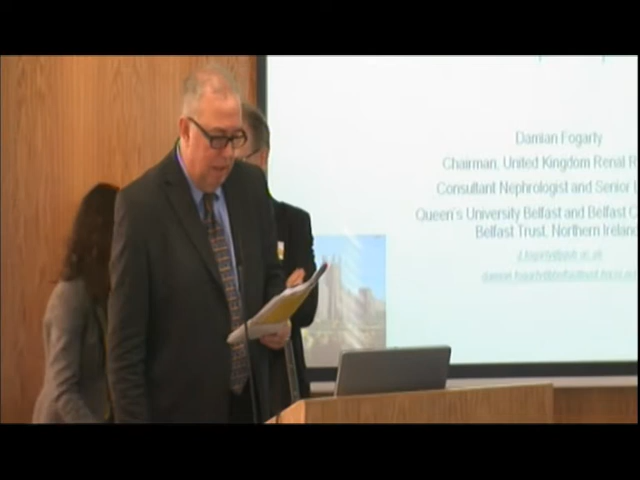 Damian Fogarty
Chairman, United Kingdom Renal R
Consultant Nephrologist and Senior
Queen's University Belfast and Belfast
Belfast Trust, Northern Ireland